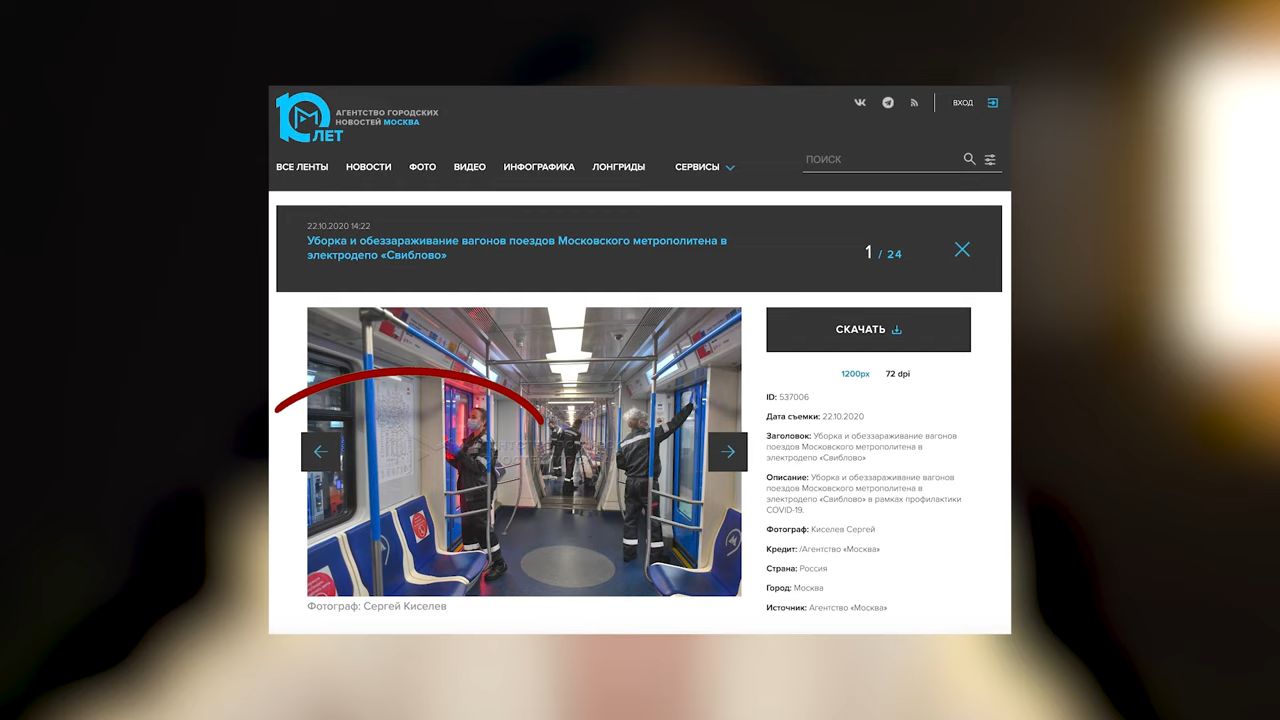 10 ЛЕТ
АГЕНТСТВО ГОРОДСКИХ
НОВОСТЕЙ МОСКВА
ВХОД
ВСЕ ЛЕНТЫ НОВОСТИ ФОТО ВИДЕО ИНФОГРАФИКА ЛОНГРИДЫ СЕРВИСЫ
ПОИСК
22.10.2020 14:22
Уборка и обеззараживание вагонов поездов Московского метрополитена в
электродепо «Свиблово»
1 / 24
СКАЧАТЬ
1200px 72 dpi
ID: 537006
Дата съемки: 22.10.2020
Заголовок: Уборка и обеззараживание вагонов
поездов Московского метрополитена в
электродепо «Свиблово»
Описание: Уборка и обеззараживание вагонов
поездов Московского метрополитена в
электродепо «Свиблово» в рамках профилактики
COVID-19.
Фотограф: Киселев Сергей
Кредит: /Агентство «Москва»
Страна: Россия
Город: Москва
Источник: Агентство «Москва»
Фотограф: Сергей Киселев